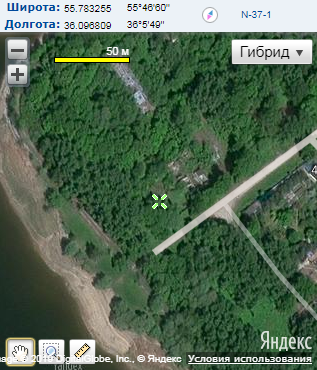 Широта: 55.783255 55°46'60"
Долгота: 36.096809 36°5'49"
N-37-1
50 м
Гибрид
Яндекс
Globe, Inc., © Яндекс Условия использования